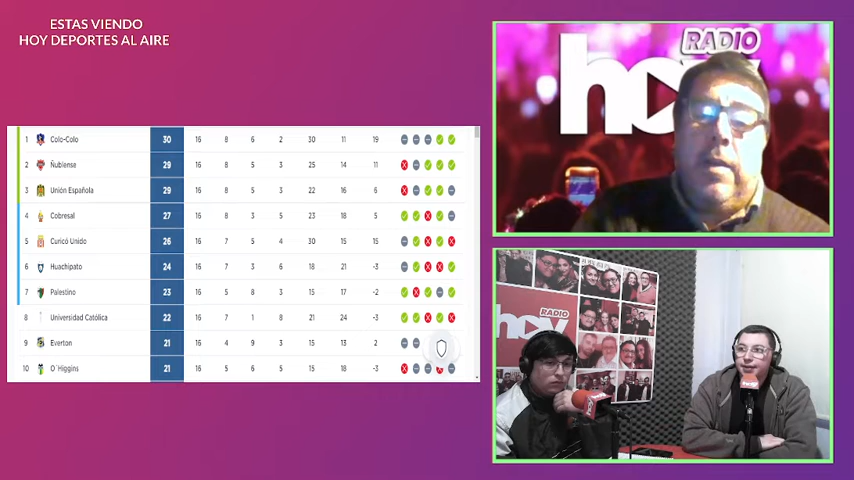 ESTAS VIENDO
HOY DEPORTES AL AIRE
1 Colo-Colo 30 16 8 6 2 30 11 19
2 Ñublense 29 16 8 5 3 25 14 11
3 Unión Española 29 16 8 5 3 22 16 6
4 Cobresal 27 16 8 3 5 23 18 5
5 Curicó Unido 26 16 7 5 4 30 15 15
6 Huachipato 24 16 7 3 6 18 21 -3
7 Palestino 23 16 5 8 3 15 17 -2
8 Universidad Católica 22 16 7 1 8 21 24 -3
9 Everton 21 16 4 9 3 15 13 2
10 O'Higgins 21 16 5 6 5 15 18 -3
RADIO
hoy
RADIO
hoy